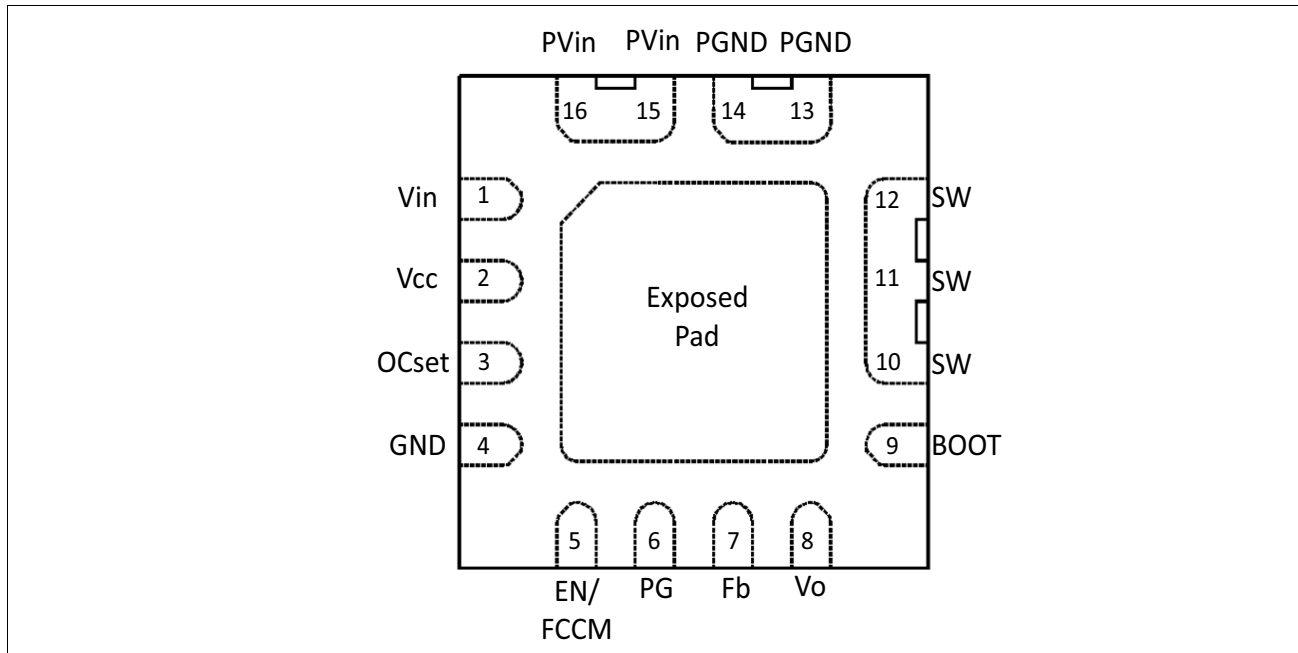 PVin PVin PGND PGND
16 15 14 13
Vin 1 12 SW
Vcc 2 11 SW
Exposed
Pad
OCset 3 10 SW
GND 4 9 BOOT
5 6 7 8
EN/
FCCM
PG Fb Vo